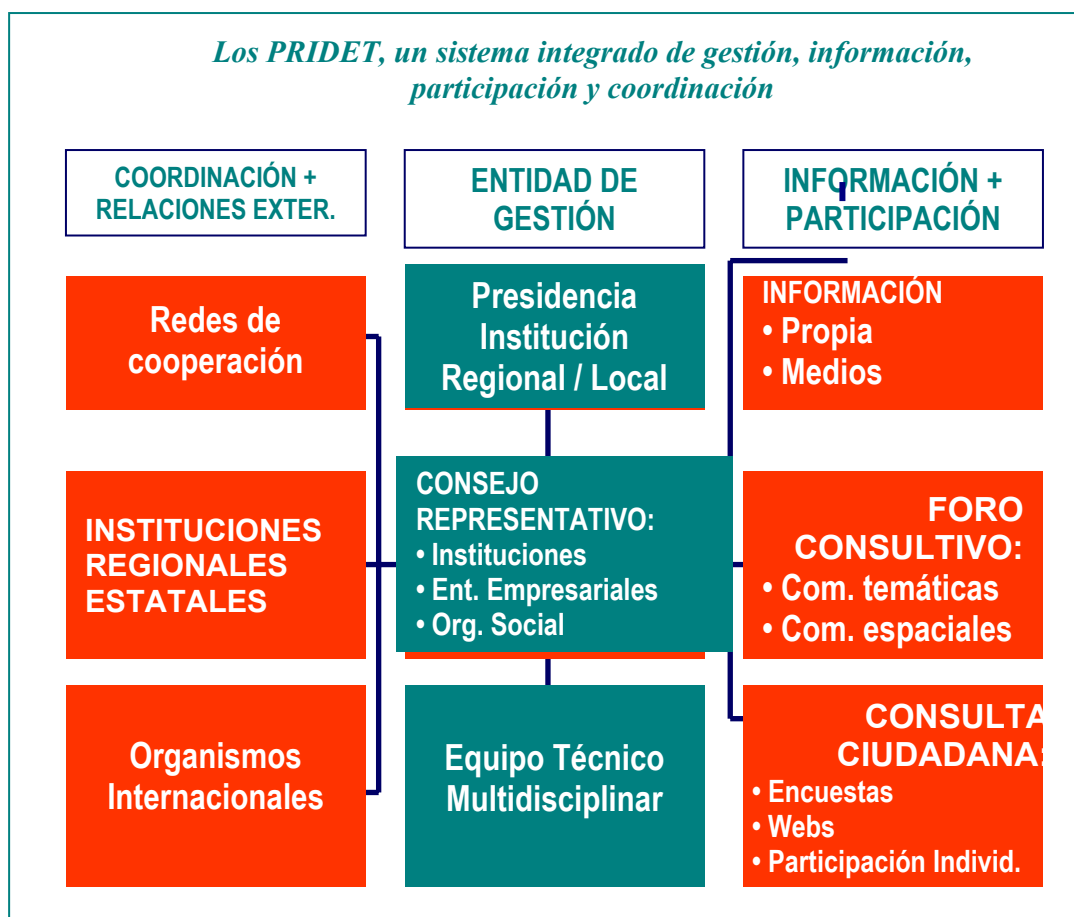 Los PRIDET, un sistema integrado de gestión, información,
participación y coordinación
COORDINACIÓN +
RELACIONES EXTER.
ENTIDAD DE
GESTIÓN
INFORMACIÓN +
PARTICIPACIÓN
Redes de
cooperación
Presidencia
Institución
Regional / Local
INFORMACIÓN
• Propia
• Medios
INSTITUCIONES
REGIONALES
ESTATALES
CONSEJO
REPRESENTATIVO:
• Instituciones
• Ent. Empresariales
• Org. Social
FORO
CONSULTIVO:
• Com. temáticas
• Com. espaciales
Organismos
Internacionales
Equipo Técnico
Multidisciplinar
CONSULTA
CIUDADANA:
• Encuestas
• Webs
• Participación Individ.